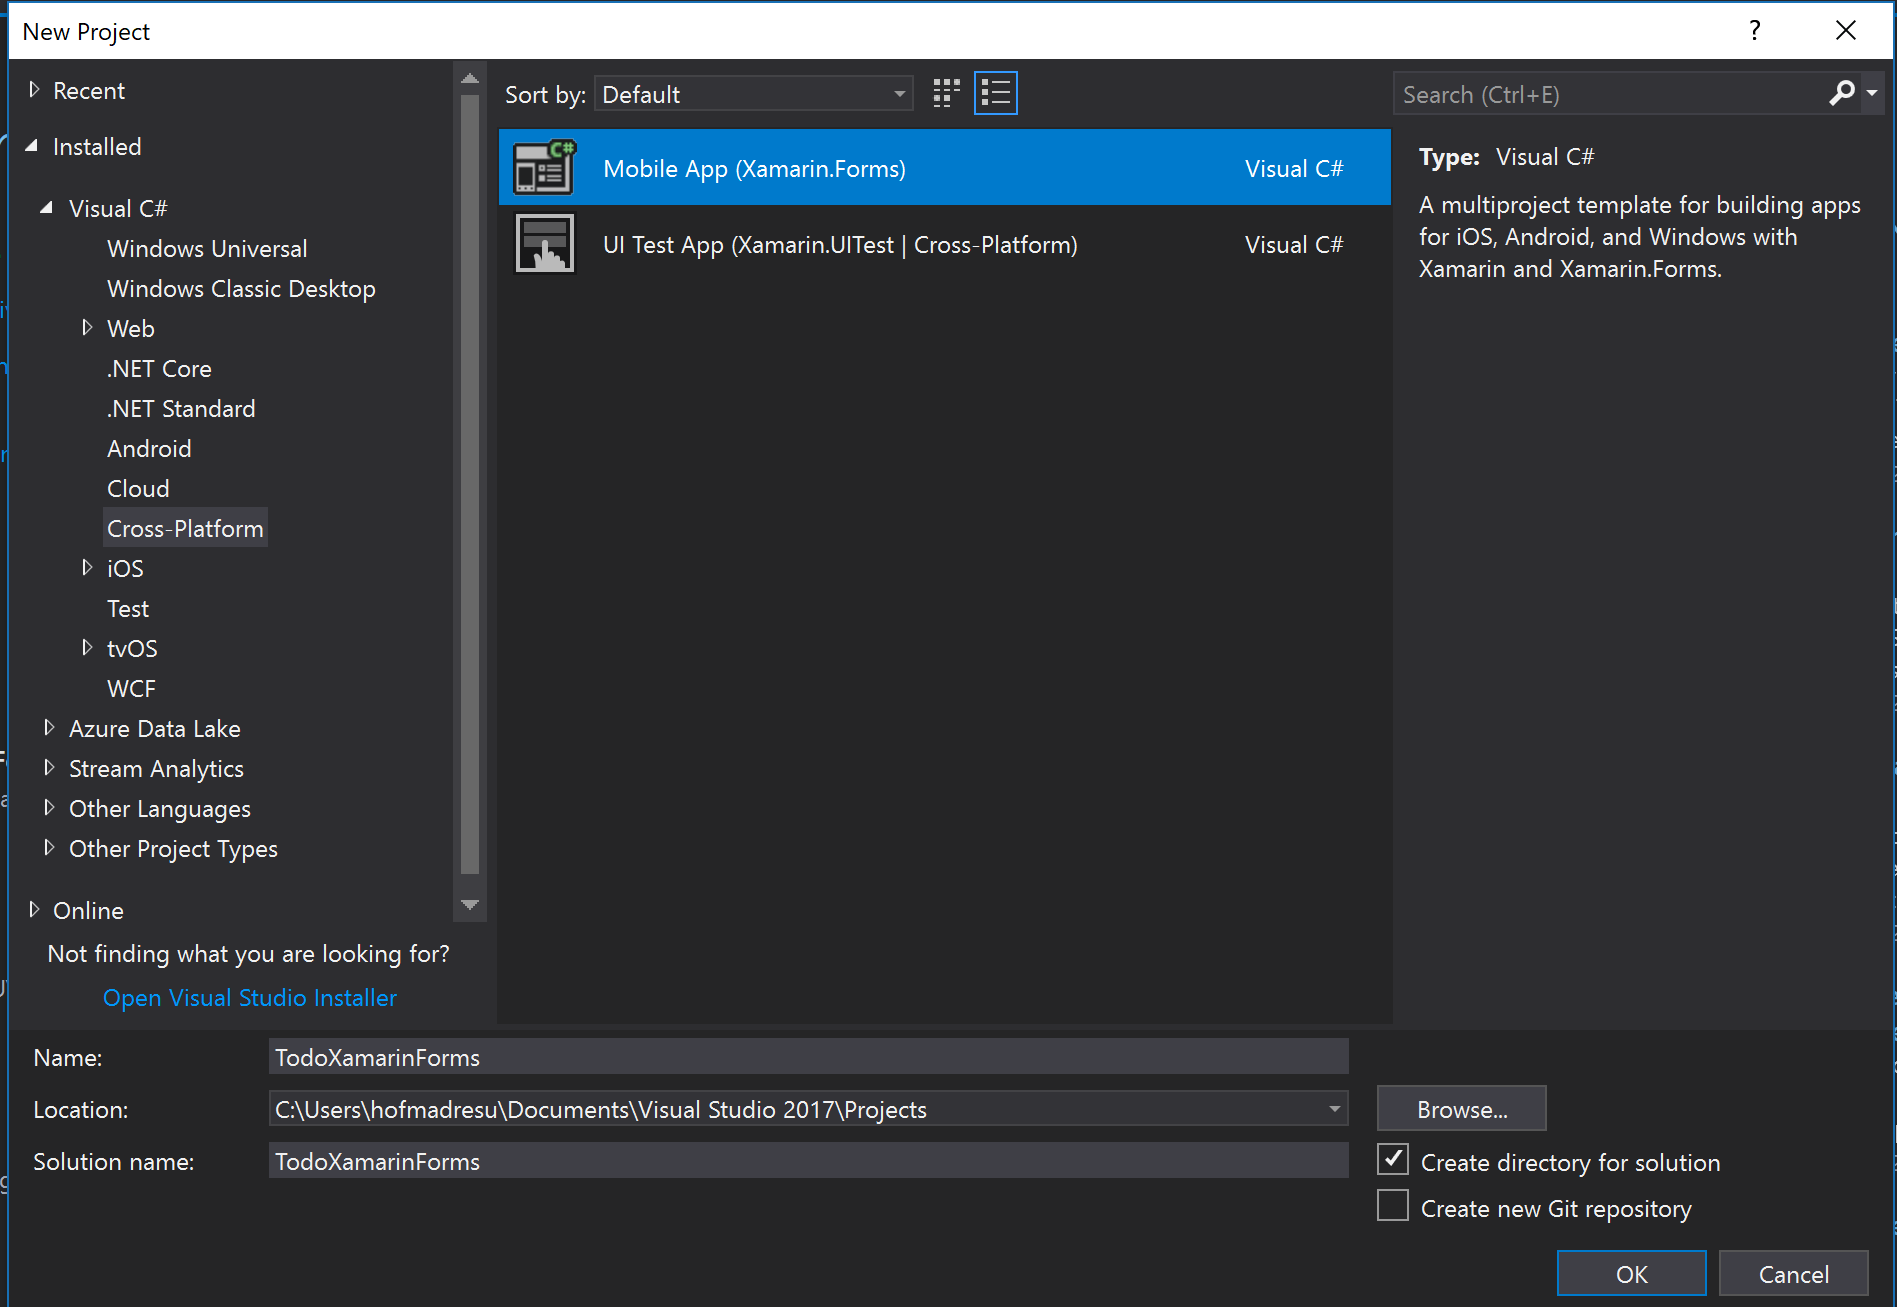 New Project
?
Recent
Installed
Visual C#
Windows Universal
Windows Classic Desktop
Web
.NET Core
.NET Standard
Android
Cloud
Cross-Platform
iOS
Test
tvOS
WCF
Azure Data Lake
Stream Analytics
Other Languages
Other Project Types
Online
Not finding what you are looking for?
Open Visual Studio Installer
Sort by: Default
Search (Ctrl+E)
C#
Mobile App (Xamarin.Forms) Visual C#
UI Test App (Xamarin.UITest | Cross-Platform) Visual C#
Type: Visual C#
A multiproject template for building apps
for iOS, Android, and Windows with
Xamarin and Xamarin.Forms.
Name: TodoXamarinForms
Location: C:\Users\hofmadresu\Documents\Visual Studio 2017\Projects
Browse...
Solution name: TodoXamarinForms
Create directory for solution
Create new Git repository
OK
Cancel